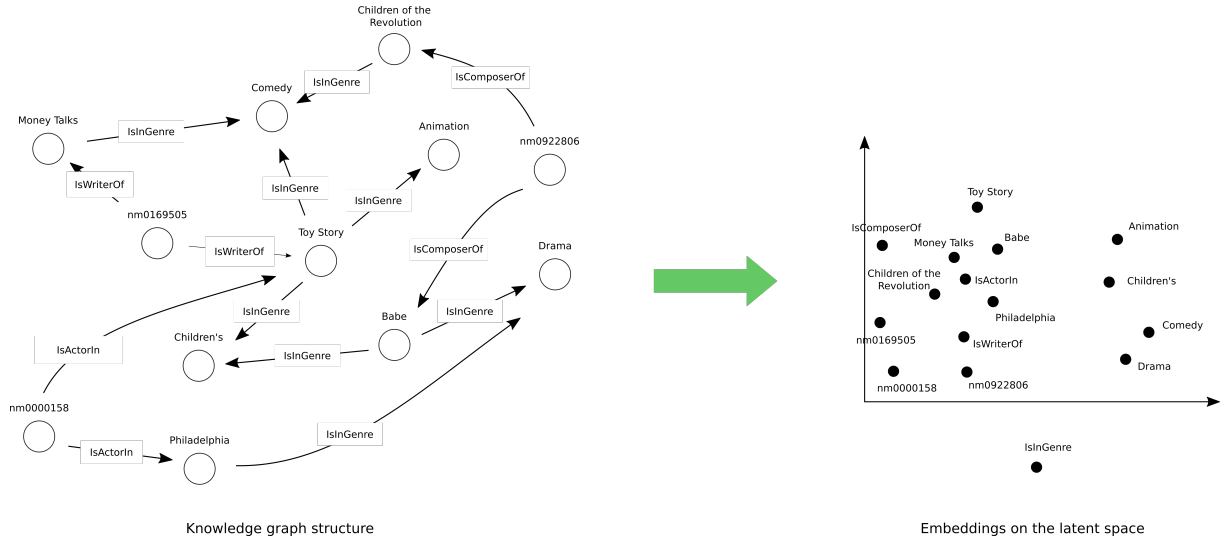 Children of the
Revolution
IsInGenre
IsComposerOf
Comedy
Money Talks
IsInGenre
Animation
nm0922806
IsWriterOf
IsInGenre
IsInGenre
nm0169505
Toy Story
IsWriterOf
IsComposerOf
Drama
IsInGenre
IsInGenre
Babe
Children's
IsInGenre
IsActorIn
nm0000158
Philadelphia
IsInGenre
IsActorIn
Knowledge graph structure
Toy Story
IsComposerOf
Animation
Money Talks
Babe
Children of the
Revolution
IsActorIn
Children's
Philadelphia
Comedy
nm0169505
IsWriterOf
Drama
nm0000158
nm0922806
IsInGenre
Embeddings on the latent space